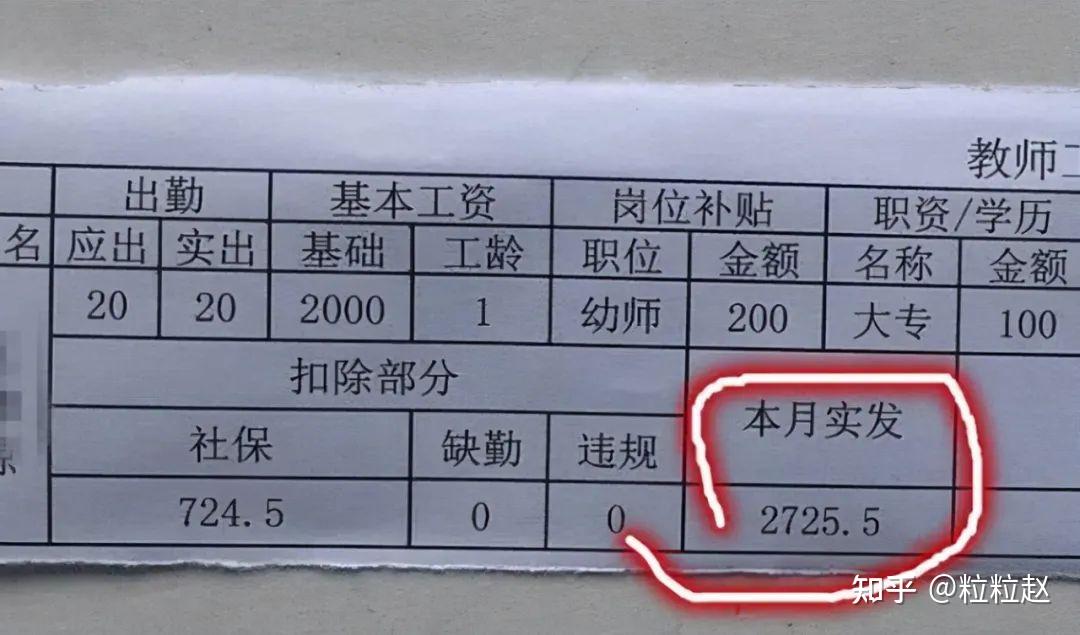 教师
出勤 基本工资 岗位补贴 职资/学历
名 应出 实出 基础 工龄 职位 金额 名称 金额
20 20 2000 1 幼师 200 大专 100
扣除部分
本月实发
社保 缺勤 违规
724.5 0 0 2725.5
知乎 @粒粒赵